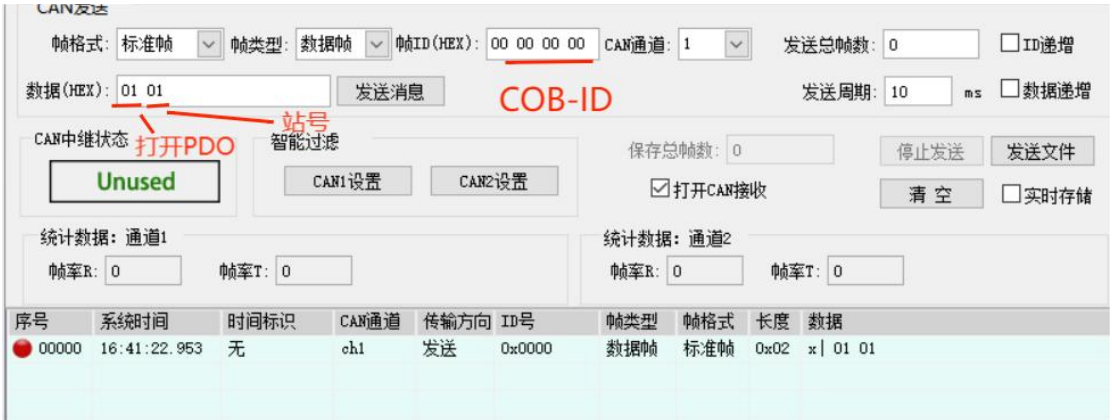 CAN发送
帧格式: 标准帧 帧类型: 数据帧 帧ID(HEX): 00 00 00 00 CAN通道: 1 发送总帧数: 0 ID递增
数据(HEX): 01 01 发送消息 COB-ID 发送周期: 10 ms 数据递增
打开PDO 站号
CAN中继状态 智能过滤 保存总帧数: 0 停止发送 发送文件
Unused CAN1设置 CAN2设置 打开CAN接收 清 空 实时存储
统计数据: 通道1 统计数据: 通道2
帧率R: 0 帧率T: 0 帧率R: 0 帧率T: 0
序号 系统时间 时间标识 CAN通道 传输方向 ID号 帧类型 帧格式 长度 数据
00000 16:41:22.953 无 ch1 发送 0x0000 数据帧 标准帧 0x02 x| 01 01